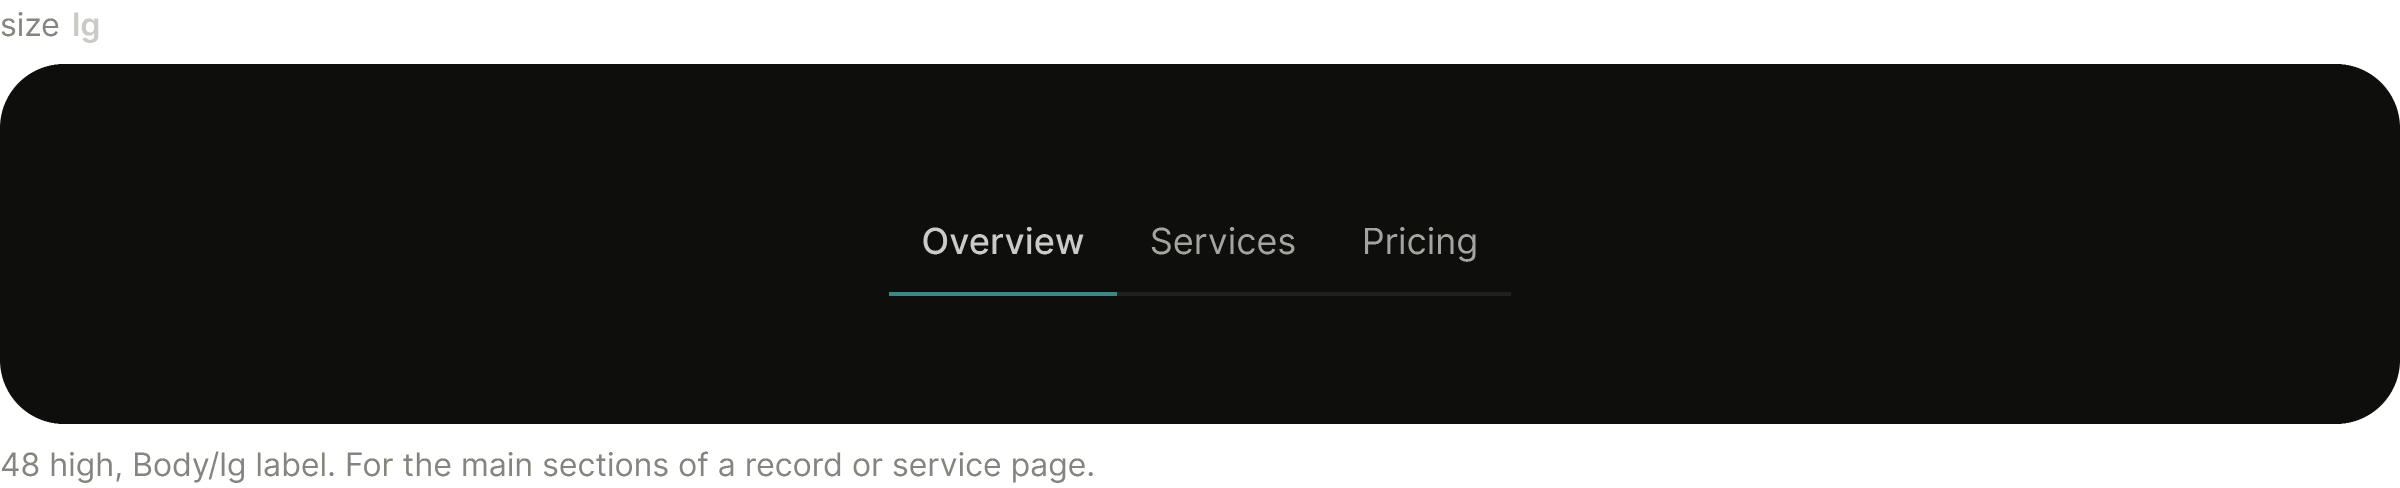 size lg
Overview Services Pricing
48 high, Body/lg label. For the main sections of a record or service page.